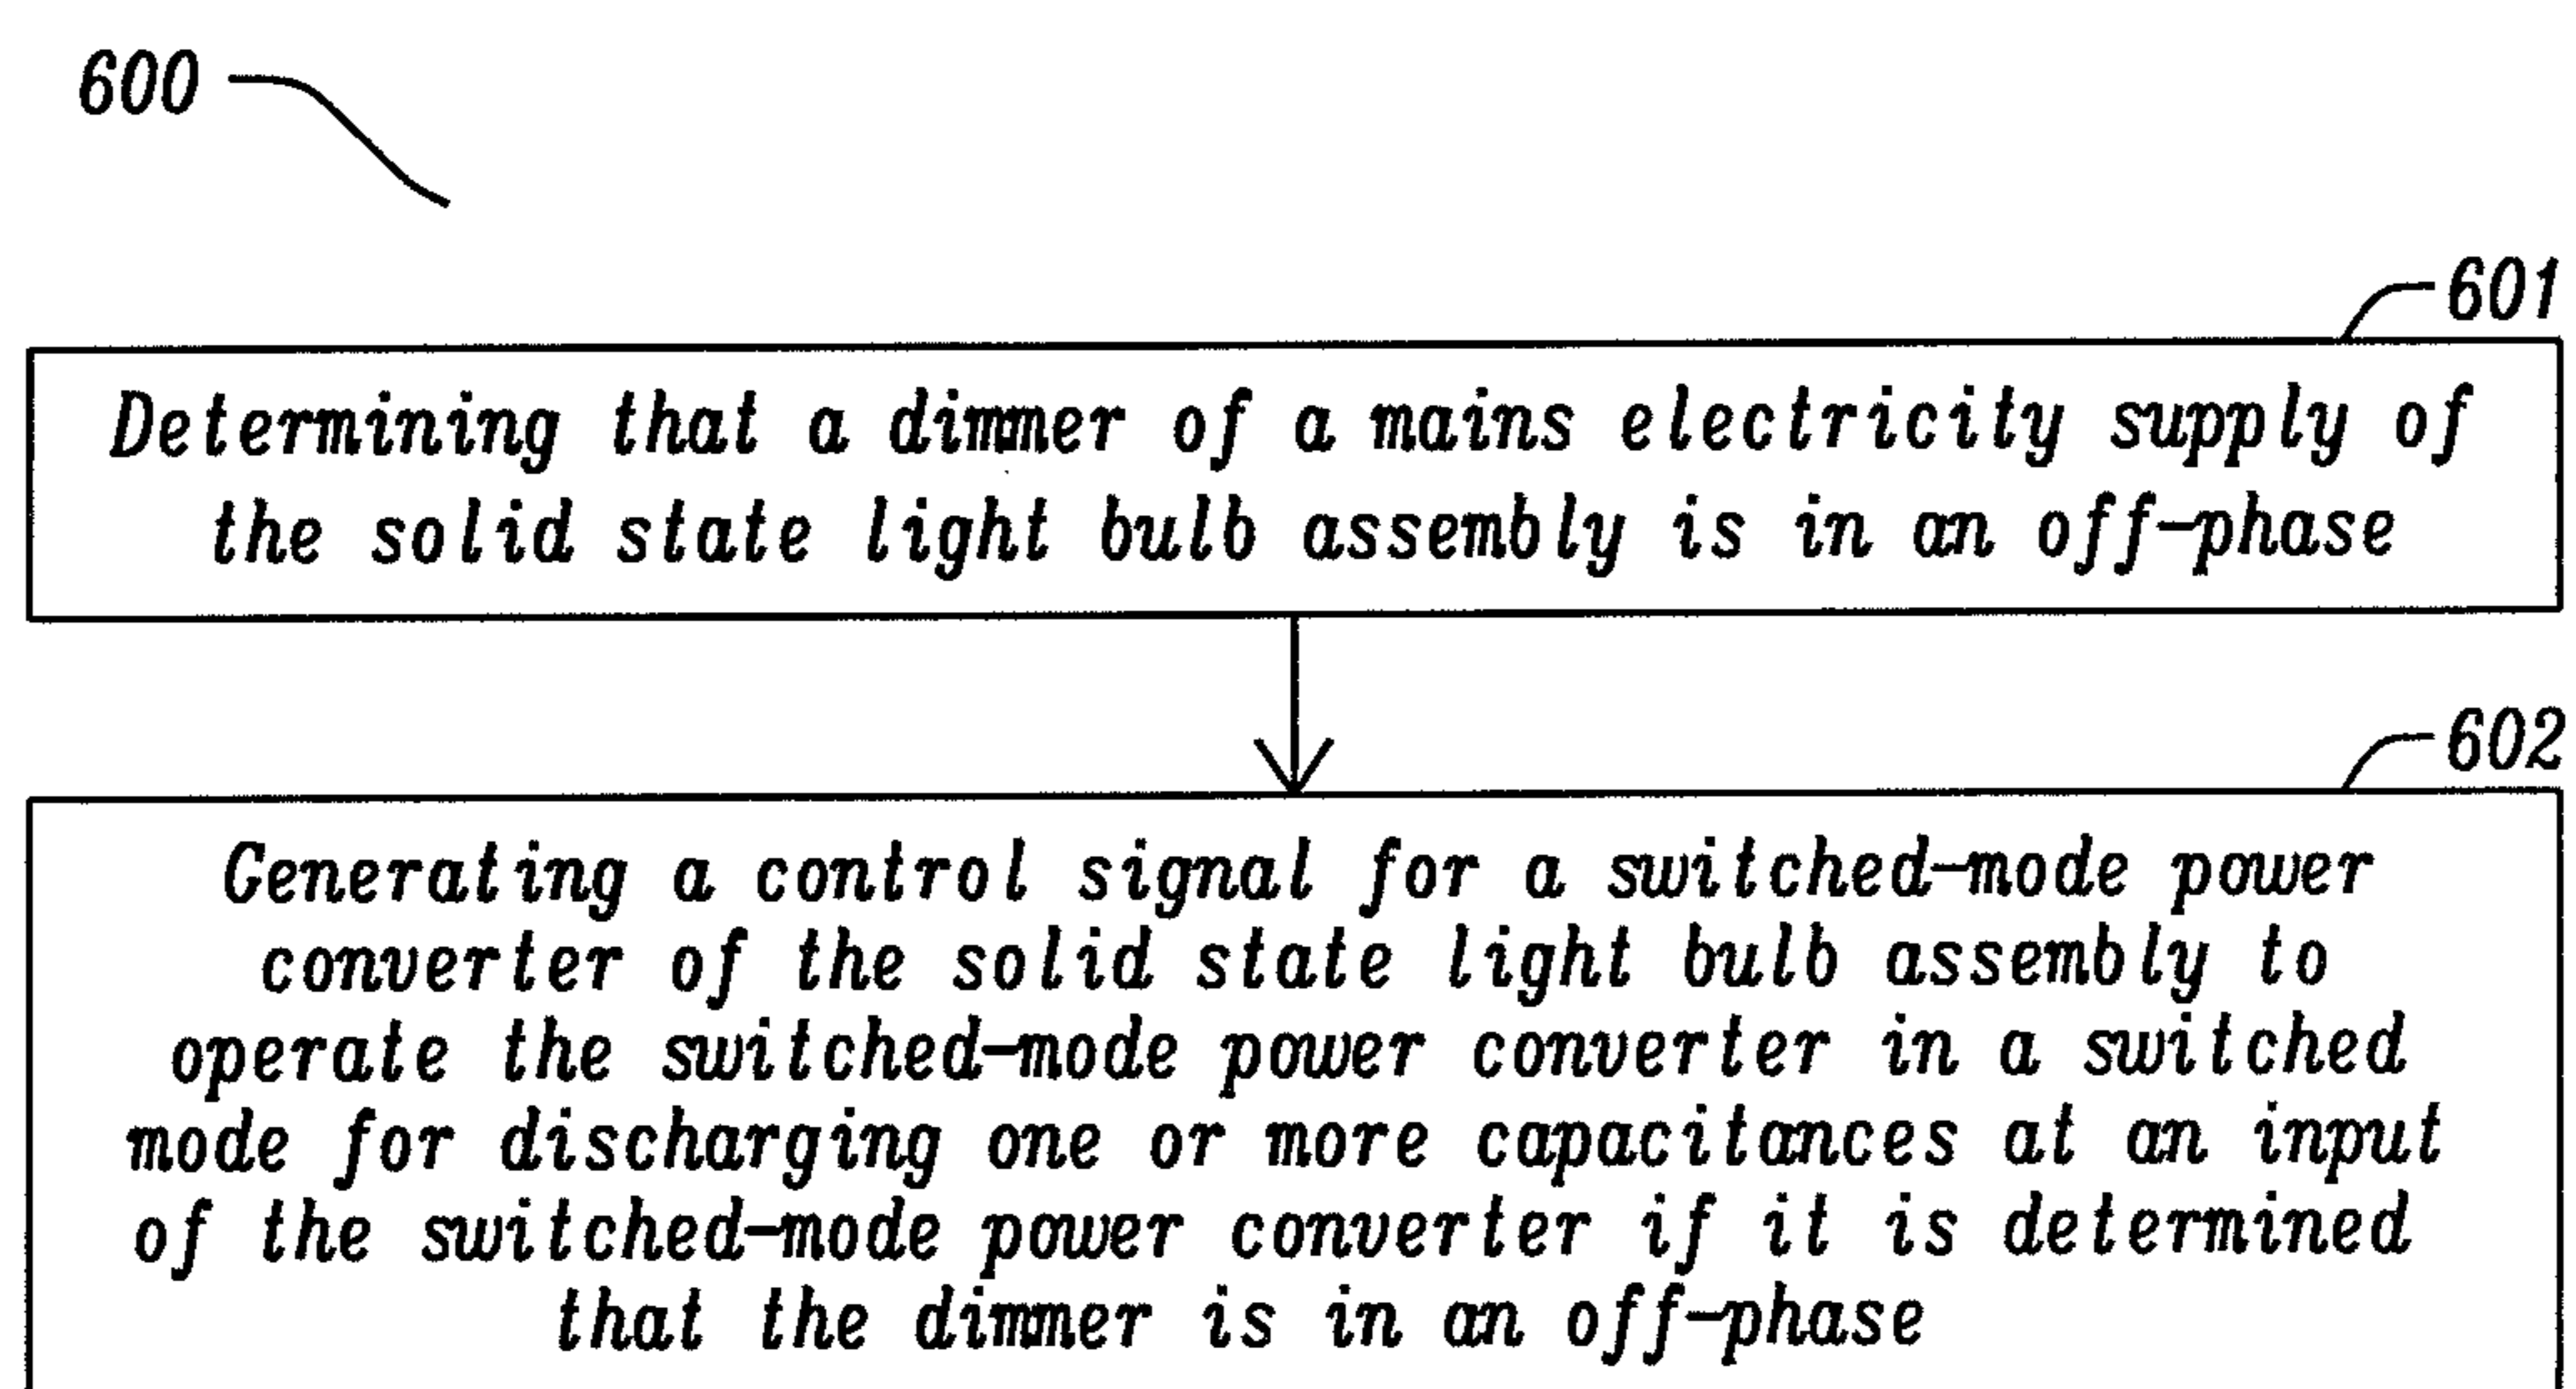 600
601
Determining that a dimmer of a mains electricity supply of
the solid state light bulb assembly is in an off-phase
602
Generating a control signal for a switched-mode power
converter of the solid state light bulb assembly to
operate the switched-mode power converter in a switched
mode for discharging one or more capacitances at an input
of the switched-mode power converter if it is determined
that the dimmer is in an off-phase